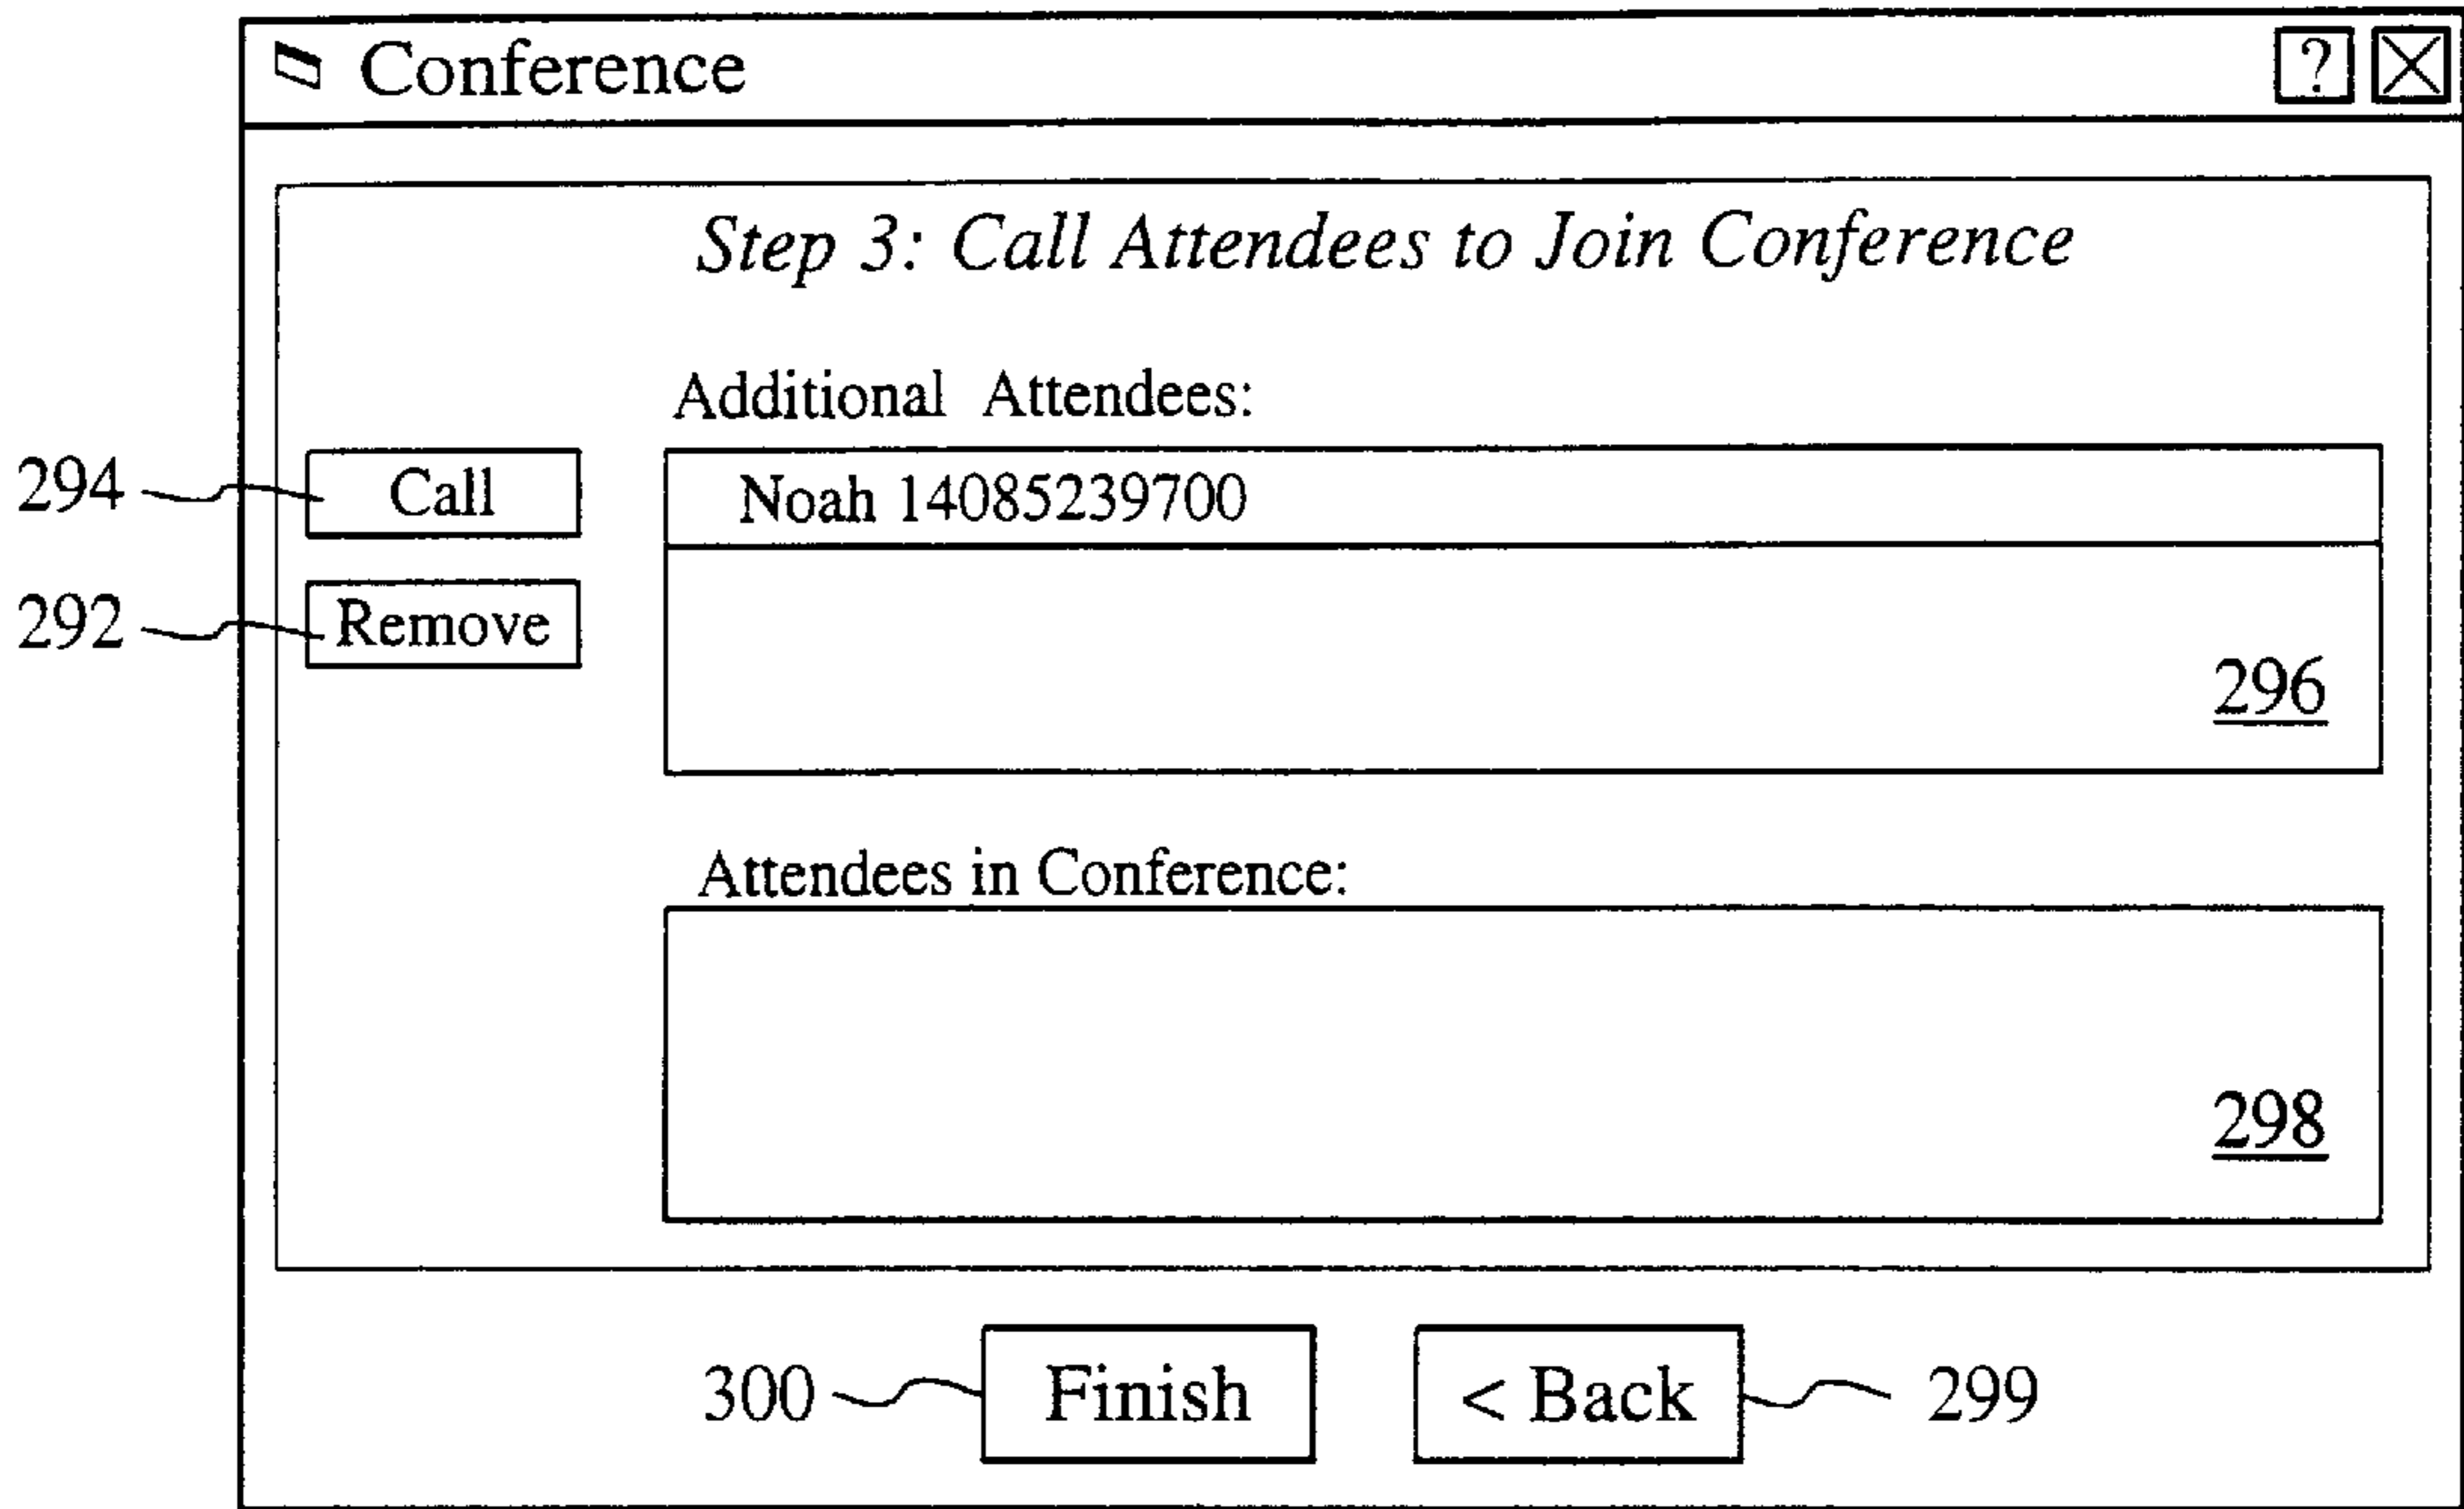 Conference ?
Step 3: Call Attendees to Join Conference
Additional Attendees:
294 Call Noah 14085239700
292 Remove
296
Attendees in Conference:
298
300 Finish < Back 299